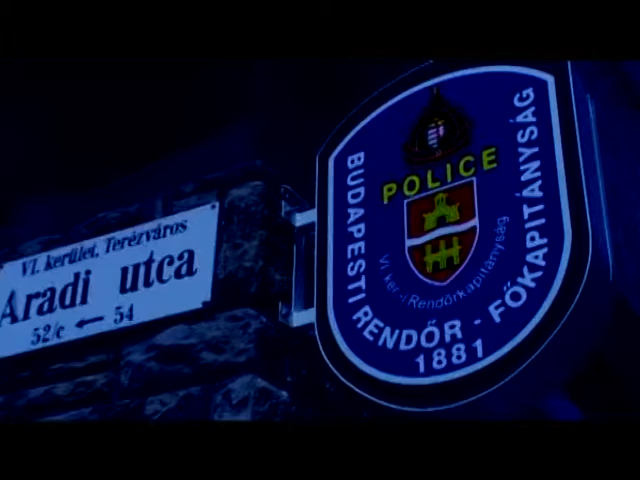 VI. kerület, Terézváros
Aradi utca
52/c ← 54
POLICE
VI. ker.-i Rendőrkapitányság
BUDAPESTI RENDŐR - FŐKAPITÁNYSÁG
1881